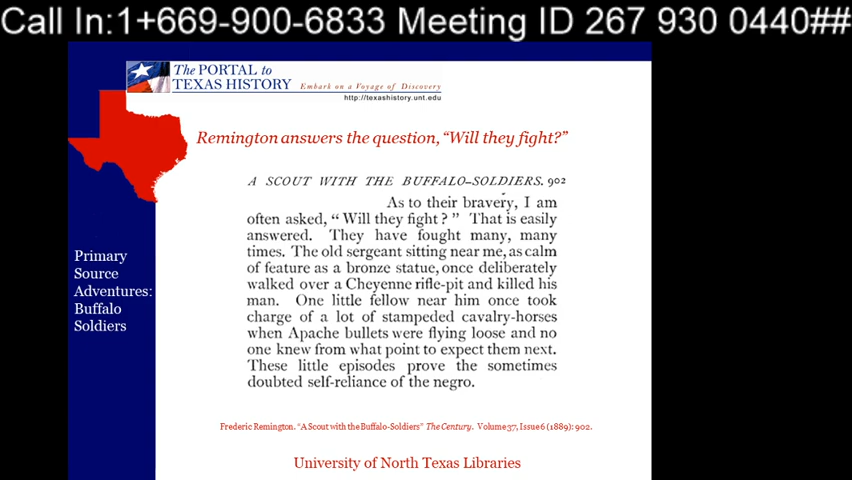 Call In:1+669-900-6833 Meeting ID 267 930 0440##
The PORTAL to
TEXAS HISTORY Embark on a Voyage of Discovery
http://texashistory.unt.edu
Remington answers the question, “Will they fight?”
A SCOUT WITH THE BUFFALO-SOLDIERS. 902
As to their bravery, I am
often asked, “ Will they fight ? ” That is easily
answered. They have fought many, many
times. The old sergeant sitting near me, as calm
of feature as a bronze statue, once deliberately
walked over a Cheyenne rifle-pit and killed his
man. One little fellow near him once took
charge of a lot of stampeded cavalry-horses
when Apache bullets were flying loose and no
one knew from what point to expect them next.
These little episodes prove the sometimes
doubted self-reliance of the negro.
Primary
Source
Adventures:
Buffalo
Soldiers
Frederic Remington. “A Scout with the Buffalo-Soldiers” The Century. Volume 37, Issue 6 (1889): 902.
University of North Texas Libraries